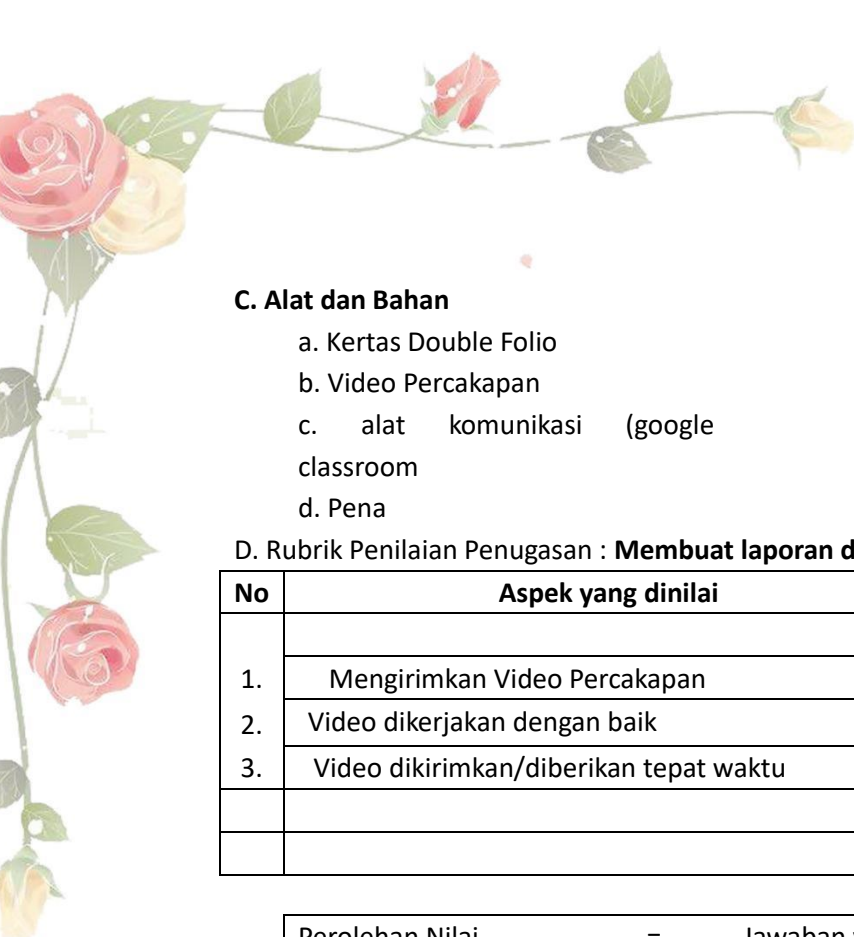 C. Alat dan Bahan
a. Kertas Double Folio
b. Video Percakapan
c. alat komunikasi (google
classroom
d. Pena
D. Rubrik Penilaian Penugasan : Membuat laporan
No Aspek yang dinilai
1. Mengirimkan Video Percakapan
2. Video dikerjakan dengan baik
3. Video dikirimkan/diberikan tepat waktu
Perolehan Nilai = Jawaban